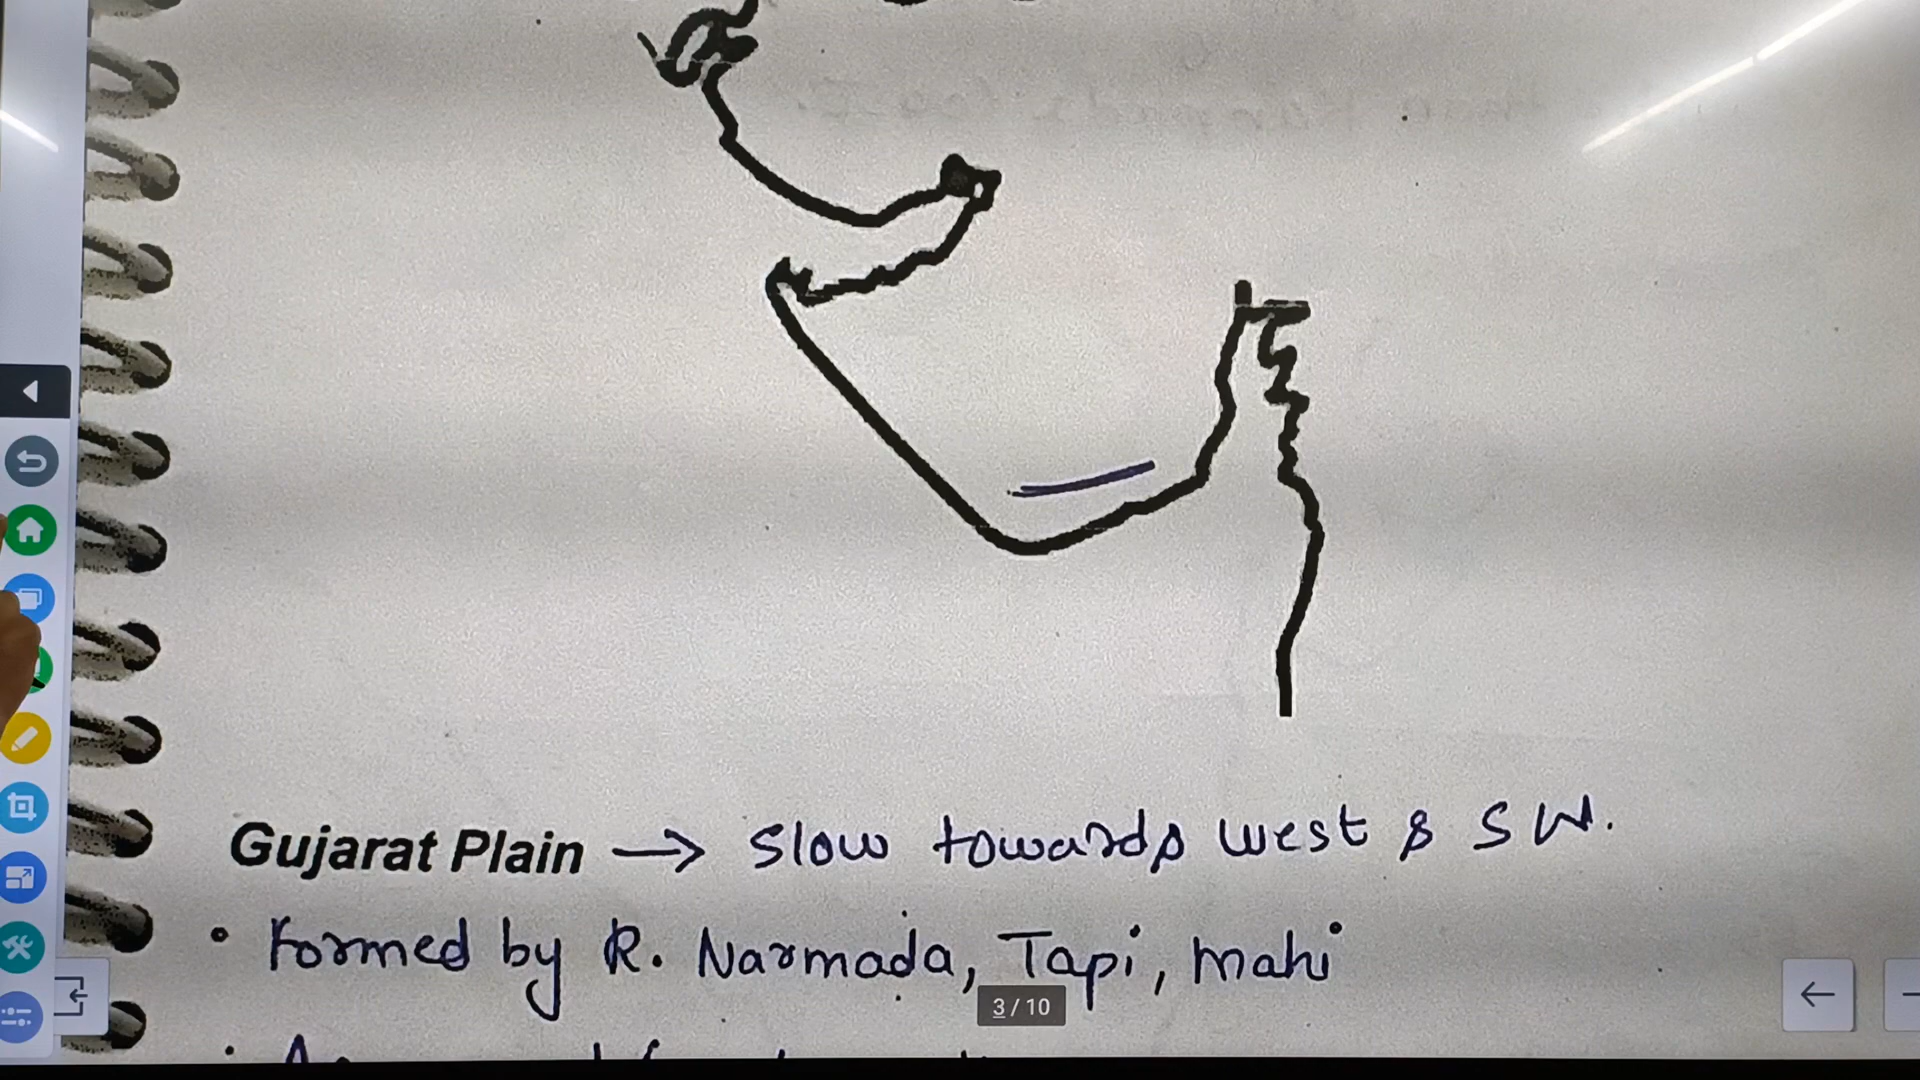 Gujarat Plain → Slow towards West & SW.
• Formed by R. Narmada, Tapi, Mahi
3 / 10